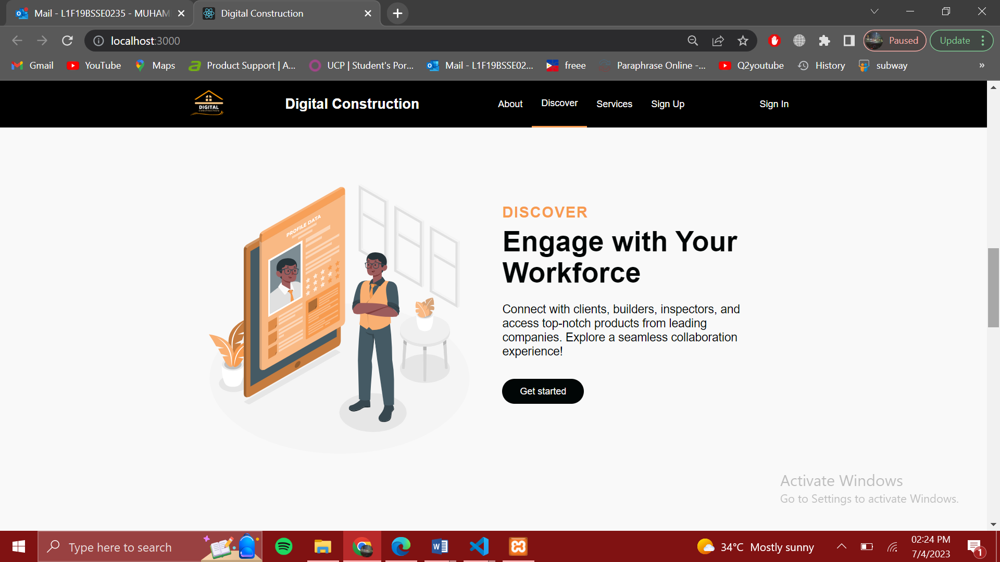 Mail - L1F19BSSE0235 - MUHAM
Digital Construction
localhost:3000
Paused
Update
Gmail
YouTube
Maps
Product Support | A...
UCP | Student's Por...
Mail - L1F19BSSE02...
freee
Paraphrase Online -...
Q2youtube
History
subway
»
DIGITAL
CONSTRUCTION
Digital Construction
About
Discover
Services
Sign Up
Sign In
PROFILE DATA
DISCOVER
Engage with Your
Workforce
Connect with clients, builders, inspectors, and
access top-notch products from leading
companies. Explore a seamless collaboration
experience!
Get started
Activate Windows
Go to Settings to activate Windows.
Type here to search
34°C Mostly sunny
02:24 PM
7/4/2023
1